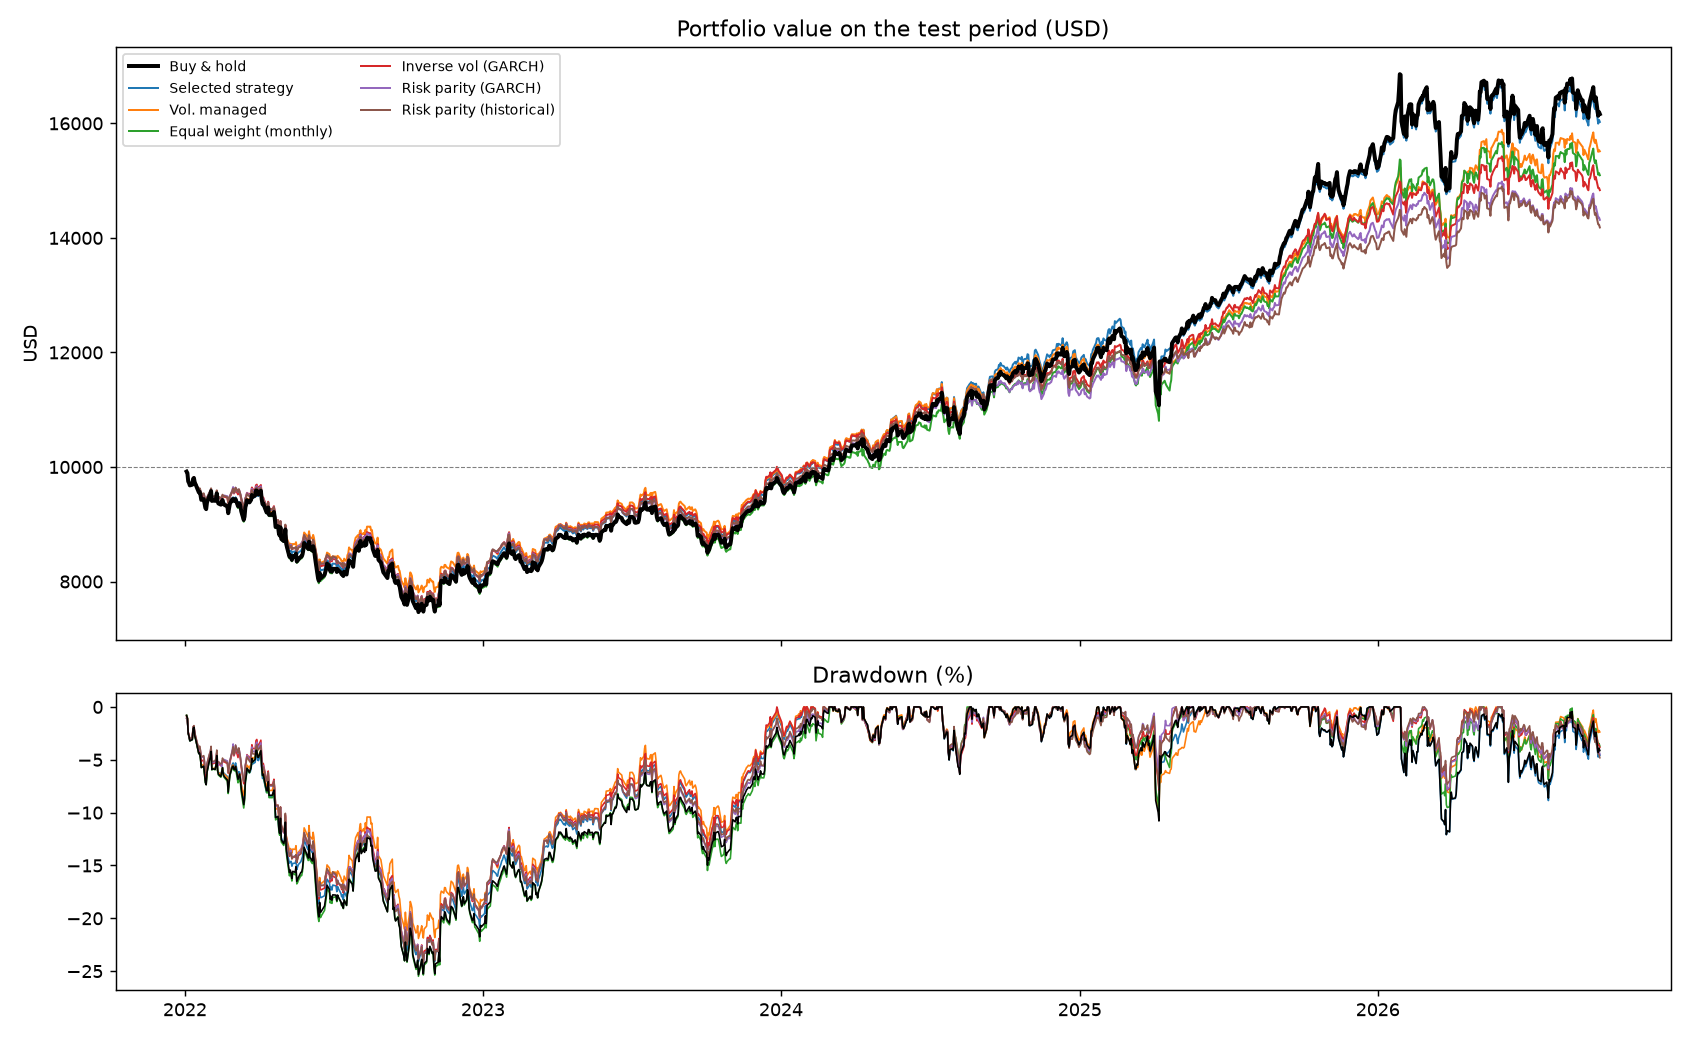 Portfolio value on the test period (USD)
Buy & hold
Selected strategy
Vol. managed
Equal weight (monthly)
Inverse vol (GARCH)
Risk parity (GARCH)
Risk parity (historical)
USD
16000
14000
12000
10000
8000
Drawdown (%)
0
−5
−10
−15
−20
−25
2022
2023
2024
2025
2026